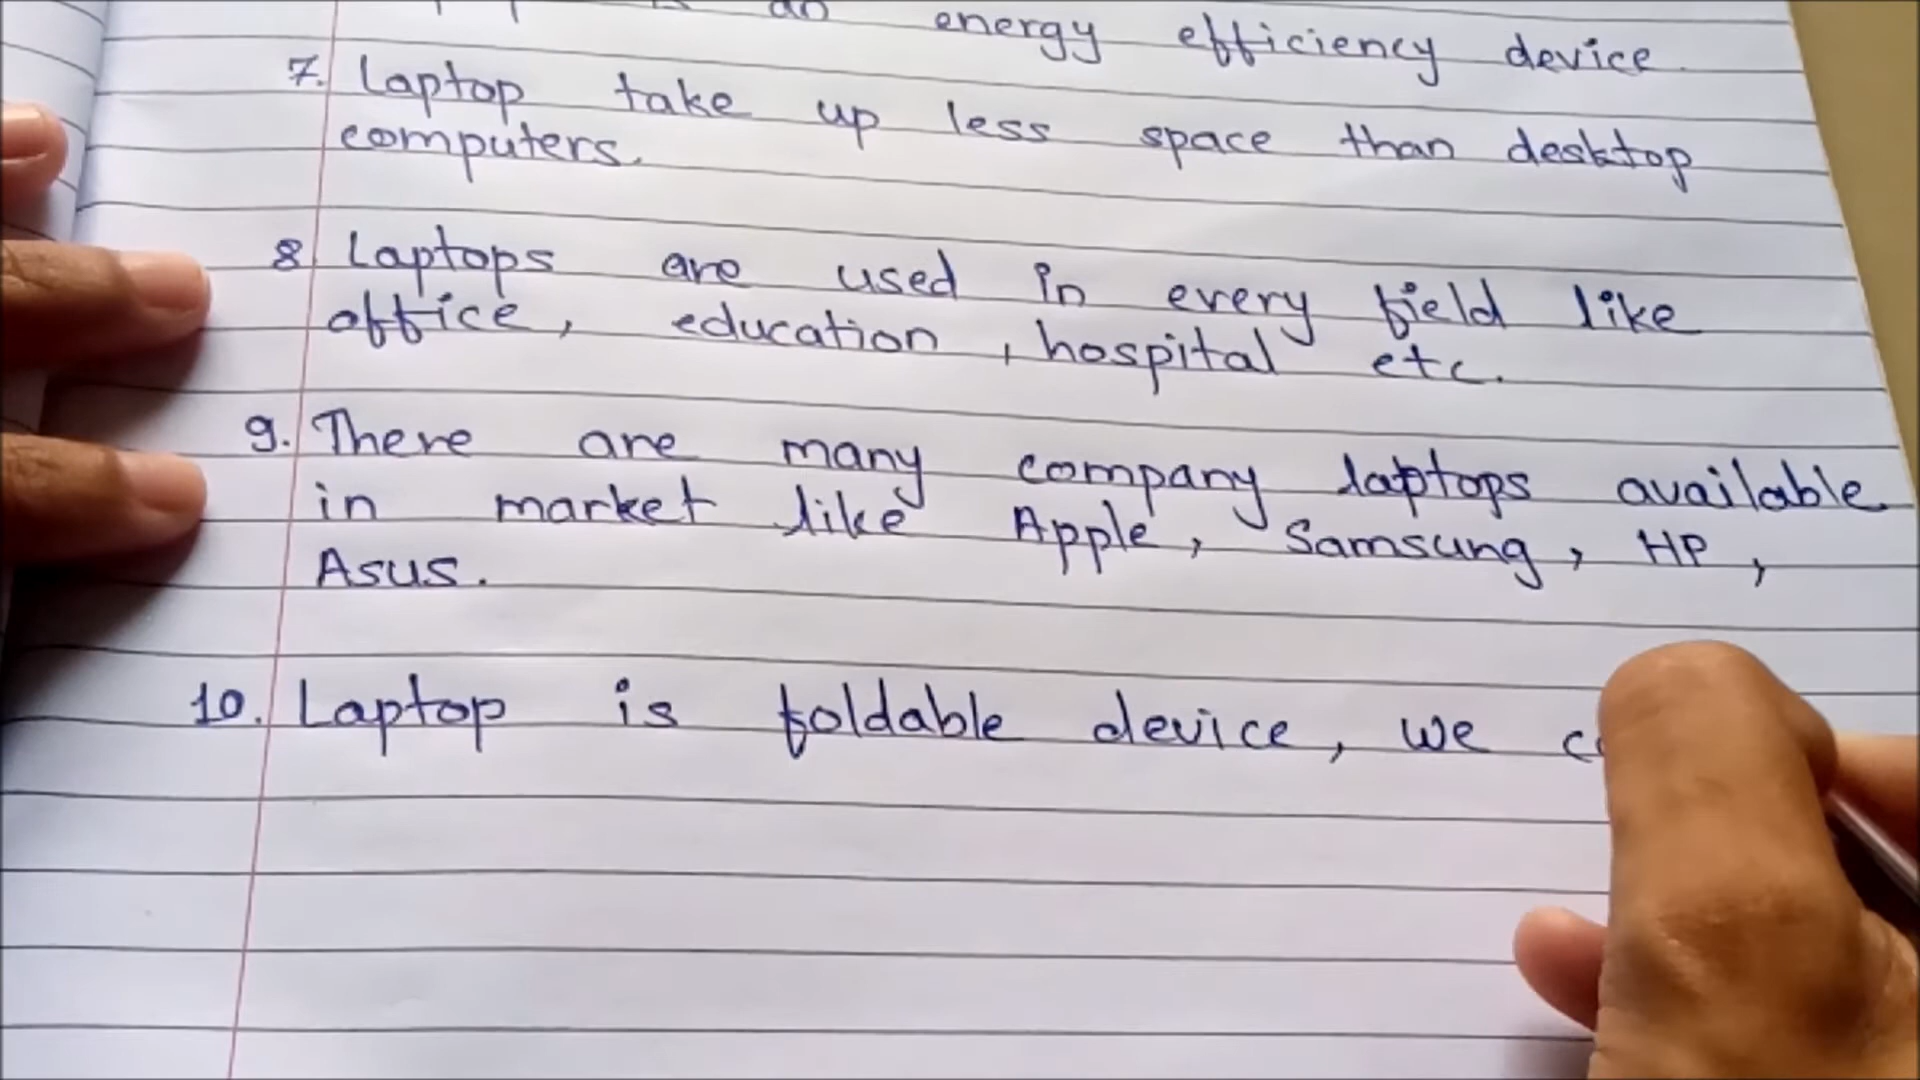 an energy efficiency device.
7. Laptop take up less space than desktop
computers.
8 Laptops are used in every field like
office, education, hospital etc.
9. There are many company laptops available
in market like Apple, Samsung, HP,
Asus.
10. Laptop is foldable device, we